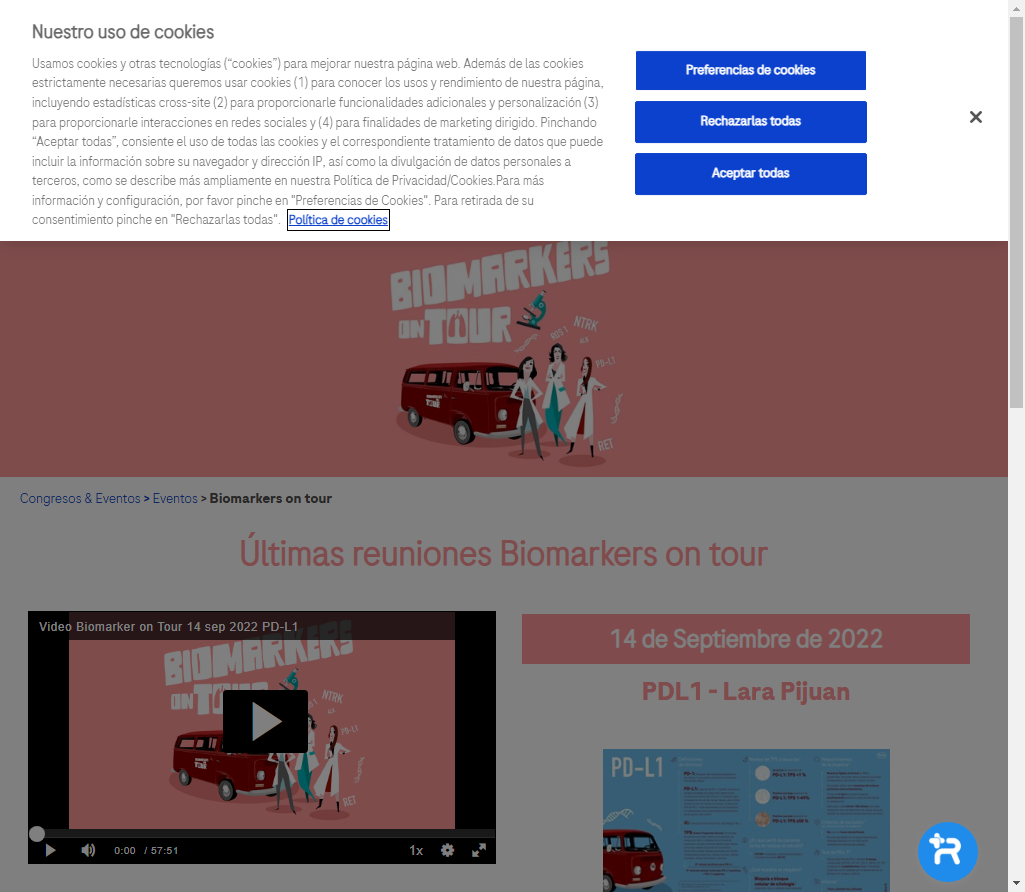 Nuestro uso de cookies
Usamos cookies y otras tecnologías (“cookies”) para mejorar nuestra página web. Además de las cookies
estrictamente necesarias queremos usar cookies (1) para conocer los usos y rendimiento de nuestra página,
incluyendo estadísticas cross-site (2) para proporcionarle funcionalidades adicionales y personalización (3)
para proporcionarle interacciones en redes sociales y (4) para finalidades de marketing dirigido. Pinchando
“Aceptar todas”, consiente el uso de todas las cookies y el correspondiente tratamiento de datos que puede
incluir la información sobre su navegador y dirección IP, así como la divulgación de datos personales a
terceros, como se describe más ampliamente en nuestra Política de Privacidad/Cookies.Para más
información y configuración, por favor pinche en "Preferencias de Cookies". Para retirada de su
consentimiento pinche en "Rechazarlas todas". Política de cookies
Preferencias de cookies
Rechazarlas todas
Aceptar todas
BIOMARKERS
ON TOUR
ROS 1
NTRK
ALK
PD-L1
RET
Congresos & Eventos > Eventos > Biomarkers on tour
Últimas reuniones Biomarkers on tour
Video Biomarker on Tour 14 sep 2022 PD-L1
BIOMARKERS
ON TOUR
NTRK
PD-L1
RET
0:00 / 57:51
1x
14 de Septiembre de 2022
PDL1 - Lara Pijuan
PD-L1